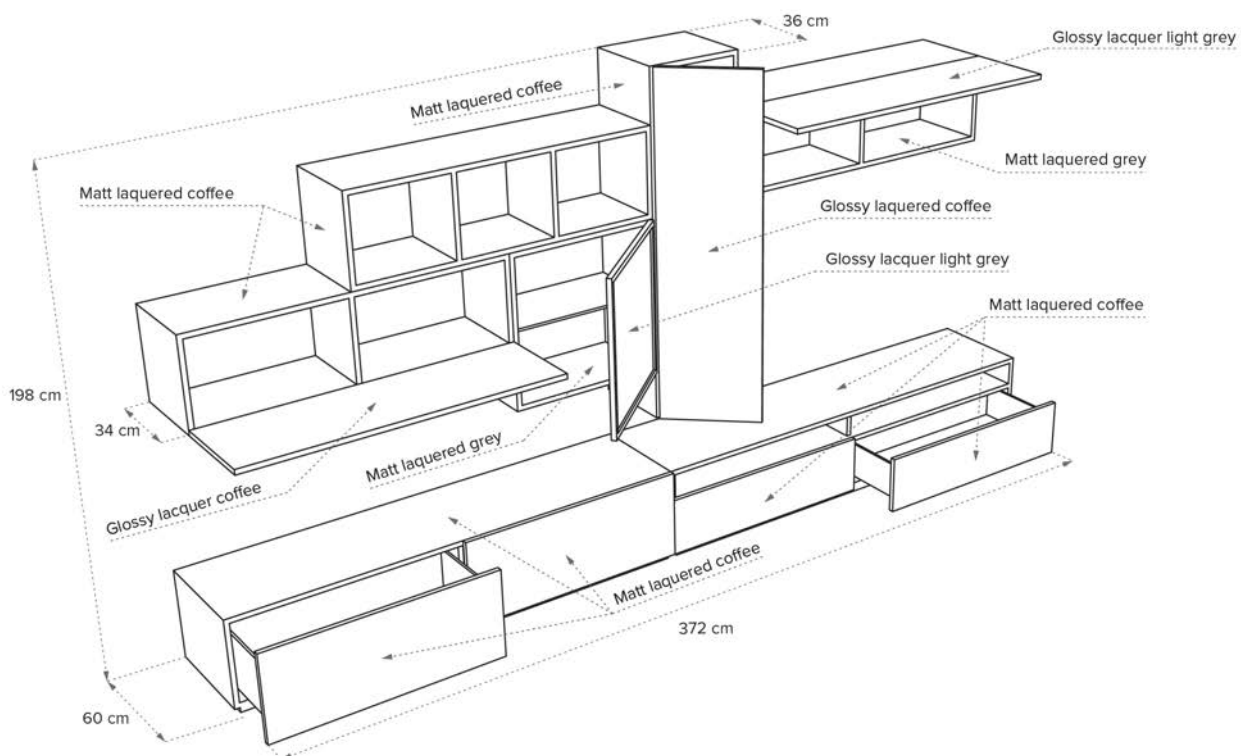 36 cm
Glossy lacquer light grey
Matt laquered coffee
Matt laquered grey
Matt laquered coffee
Glossy laquered coffee
Glossy lacquer light grey
Matt laquered coffee
198 cm
34 cm
Matt laquered grey
Glossy lacquer coffee
Matt laquered coffee
372 cm
60 cm